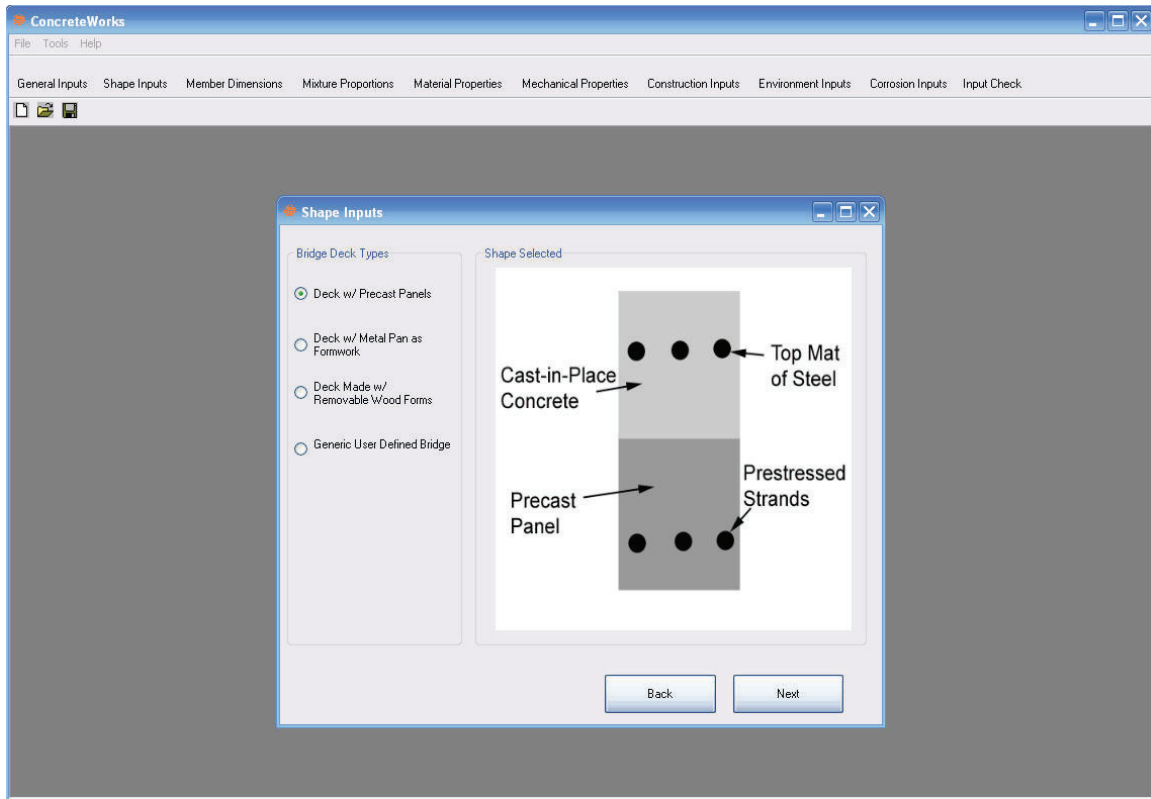 ConcreteWorks
File Tools Help
General Inputs Shape Inputs Member Dimensions Mixture Proportions Material Properties Mechanical Properties Construction Inputs Environment Inputs Corrosion Inputs Input Check
Shape Inputs
Bridge Deck Types
Deck w/ Precast Panels
Deck w/ Metal Pan as
Formwork
Deck Made w/
Removable Wood Forms
Generic User Defined Bridge
Shape Selected
Cast-in-Place
Concrete
Top Mat
of Steel
Precast
Panel
Prestressed
Strands
Back Next